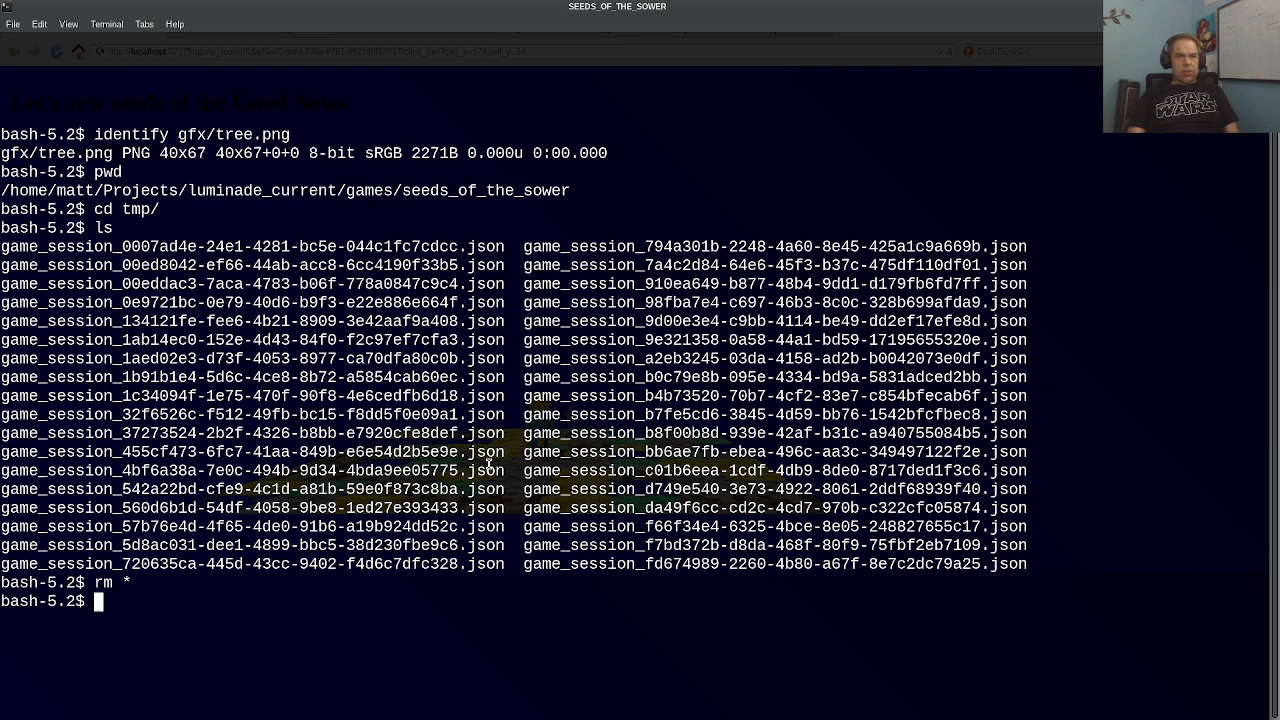 SEEDS_OF_THE_SOWER
File Edit View Terminal Tabs Help
Let's sow seeds of the Good News
bash-5.2$ identify gfx/tree.png
gfx/tree.png PNG 40x67 40x67+0+0 8-bit sRGB 2271B 0.000u 0:00.000
bash-5.2$ pwd
/home/matt/Projects/luminade_current/games/seeds_of_the_sower
bash-5.2$ cd tmp/
bash-5.2$ ls
game_session_0007ad4e-24e1-4281-bc5e-044c1fc7cdcc.json game_session_794a301b-2248-4a60-8e45-425a1c9a669b.json
game_session_00ed8042-ef66-44ab-acc8-6cc4190f33b5.json game_session_7a4c2d84-64e6-45f3-b37c-475df110df01.json
game_session_00eddac3-7aca-4783-b06f-778a0847c9c4.json game_session_910ea649-b877-48b4-9dd1-d179fb6fd7ff.json
game_session_0e9721bc-0e79-40d6-b9f3-e22e886e664f.json game_session_98fba7e4-c697-46b3-8c0c-328b699afda9.json
game_session_134121fe-fee6-4b21-8909-3e42aaf9a408.json game_session_9d00e3e4-c9bb-4114-be49-dd2ef17efe8d.json
game_session_1ab14ec0-152e-4d43-84f0-f2c97ef7cfa3.json game_session_9e321358-0a58-44a1-bd59-17195655320e.json
game_session_1aed02e3-d73f-4053-8977-ca70dfa80c0b.json game_session_a2eb3245-03da-4158-ad2b-b0042073e0df.json
game_session_1b91b1e4-5d6c-4ce8-8b72-a5854cab60ec.json game_session_b0c79e8b-095e-4334-bd9a-5831adced2bb.json
game_session_1c34094f-1e75-470f-90f8-4e6cedfb6d18.json game_session_b4b73520-70b7-4cf2-83e7-c854bfecab6f.json
game_session_32f6526c-f512-49fb-bc15-f8dd5f0e09a1.json game_session_b7fe5cd6-3845-4d59-bb76-1542bfcfbec8.json
game_session_37273524-2b2f-4326-b8bb-e7920cfe8def.json game_session_b8f00b8d-939e-42af-b31c-a940755084b5.json
game_session_455cf473-6fc7-41aa-849b-e6e54d2b5e9e.json game_session_bb6ae7fb-ebea-496c-aa3c-349497122f2e.json
game_session_4bf6a38a-7e0c-494b-9d34-4bda9ee05775.json game_session_c01b6eea-1cdf-4db9-8de0-8717ded1f3c6.json
game_session_542a22bd-cfe9-4c1d-a81b-59e0f873c8ba.json game_session_d749e540-3e73-4922-8061-2ddf68939f40.json
game_session_560d6b1d-54df-4058-9be8-1ed27e393433.json game_session_da49f6cc-cd2c-4cd7-970b-c322cfc05874.json
game_session_57b76e4d-4f65-4de0-91b6-a19b924dd52c.json game_session_f66f34e4-6325-4bce-8e05-248827655c17.json
game_session_5d8ac031-dee1-4899-bbc5-38d230fbe9c6.json game_session_f7bd372b-d8da-468f-80f9-75fbf2eb7109.json
game_session_720635ca-445d-43cc-9402-f4d6c7dfc328.json game_session_fd674989-2260-4b80-a67f-8e7c2dc79a25.json
bash-5.2$ rm *
bash-5.2$
STAR WARS
DuckDuckGo